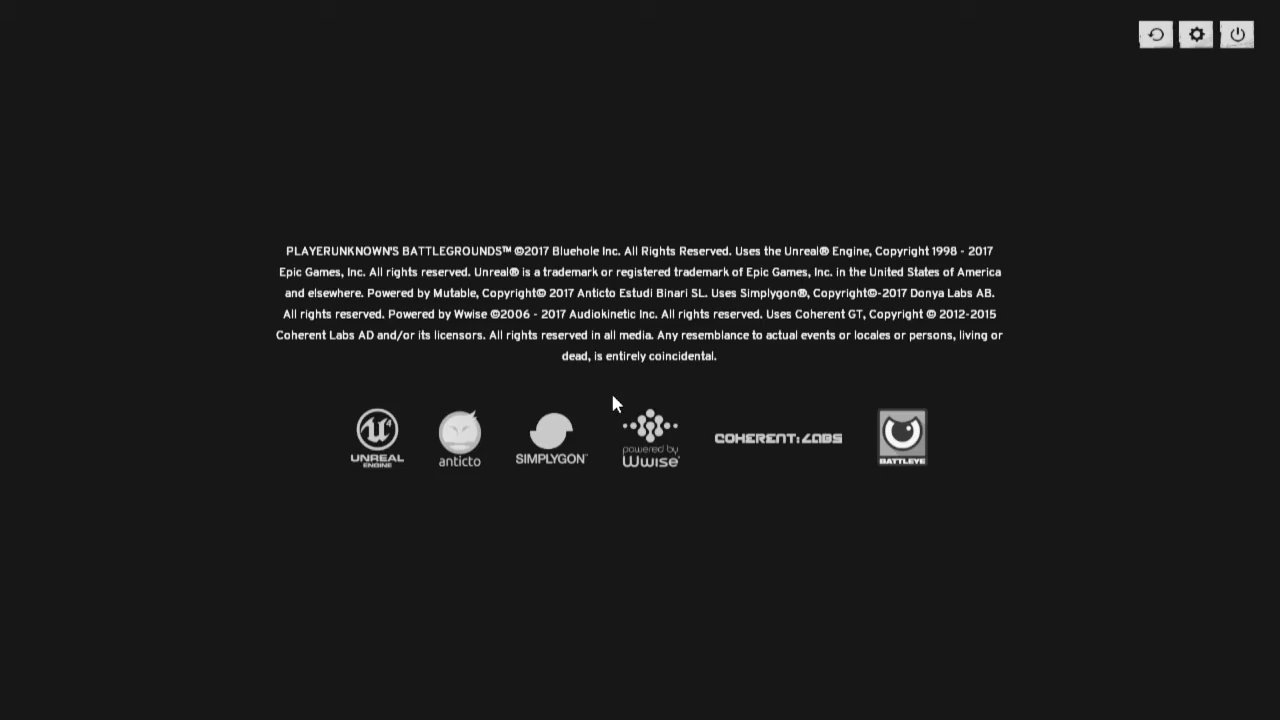 PLAYERUNKNOWN'S BATTLEGROUNDS™ ©2017 Bluehole Inc. All Rights Reserved. Uses the Unreal® Engine, Copyright 1998 - 2017
Epic Games, Inc. All rights reserved. Unreal® is a trademark or registered trademark of Epic Games, Inc. in the United States of America
and elsewhere. Powered by Mutable, Copyright© 2017 Anticto Estudi Binari SL. Uses Simplygon®, Copyright©-2017 Donya Labs AB.
All rights reserved. Powered by Wwise ©2006 - 2017 Audiokinetic Inc. All rights reserved. Uses Coherent GT, Copyright © 2012-2015
Coherent Labs AD and/or its licensors. All rights reserved in all media. Any resemblance to actual events or locales or persons, living or
dead, is entirely coincidental.
UNREAL
ENGINE
4
anticto
SIMPLYGON
powered by
Wwise
COHERENT:LABS
BATTLEYE